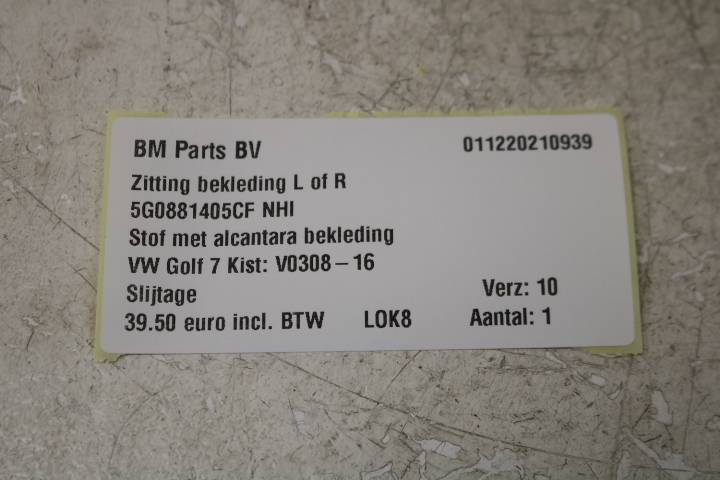 BM Parts BV 011220210939
Zitting bekleding L of R
5G0881405CF NHI
Stof met alcantara bekleding
VW Golf 7 Kist: V0308 – 16
Slijtage Verz: 10
39.50 euro incl. BTW LOK8 Aantal: 1